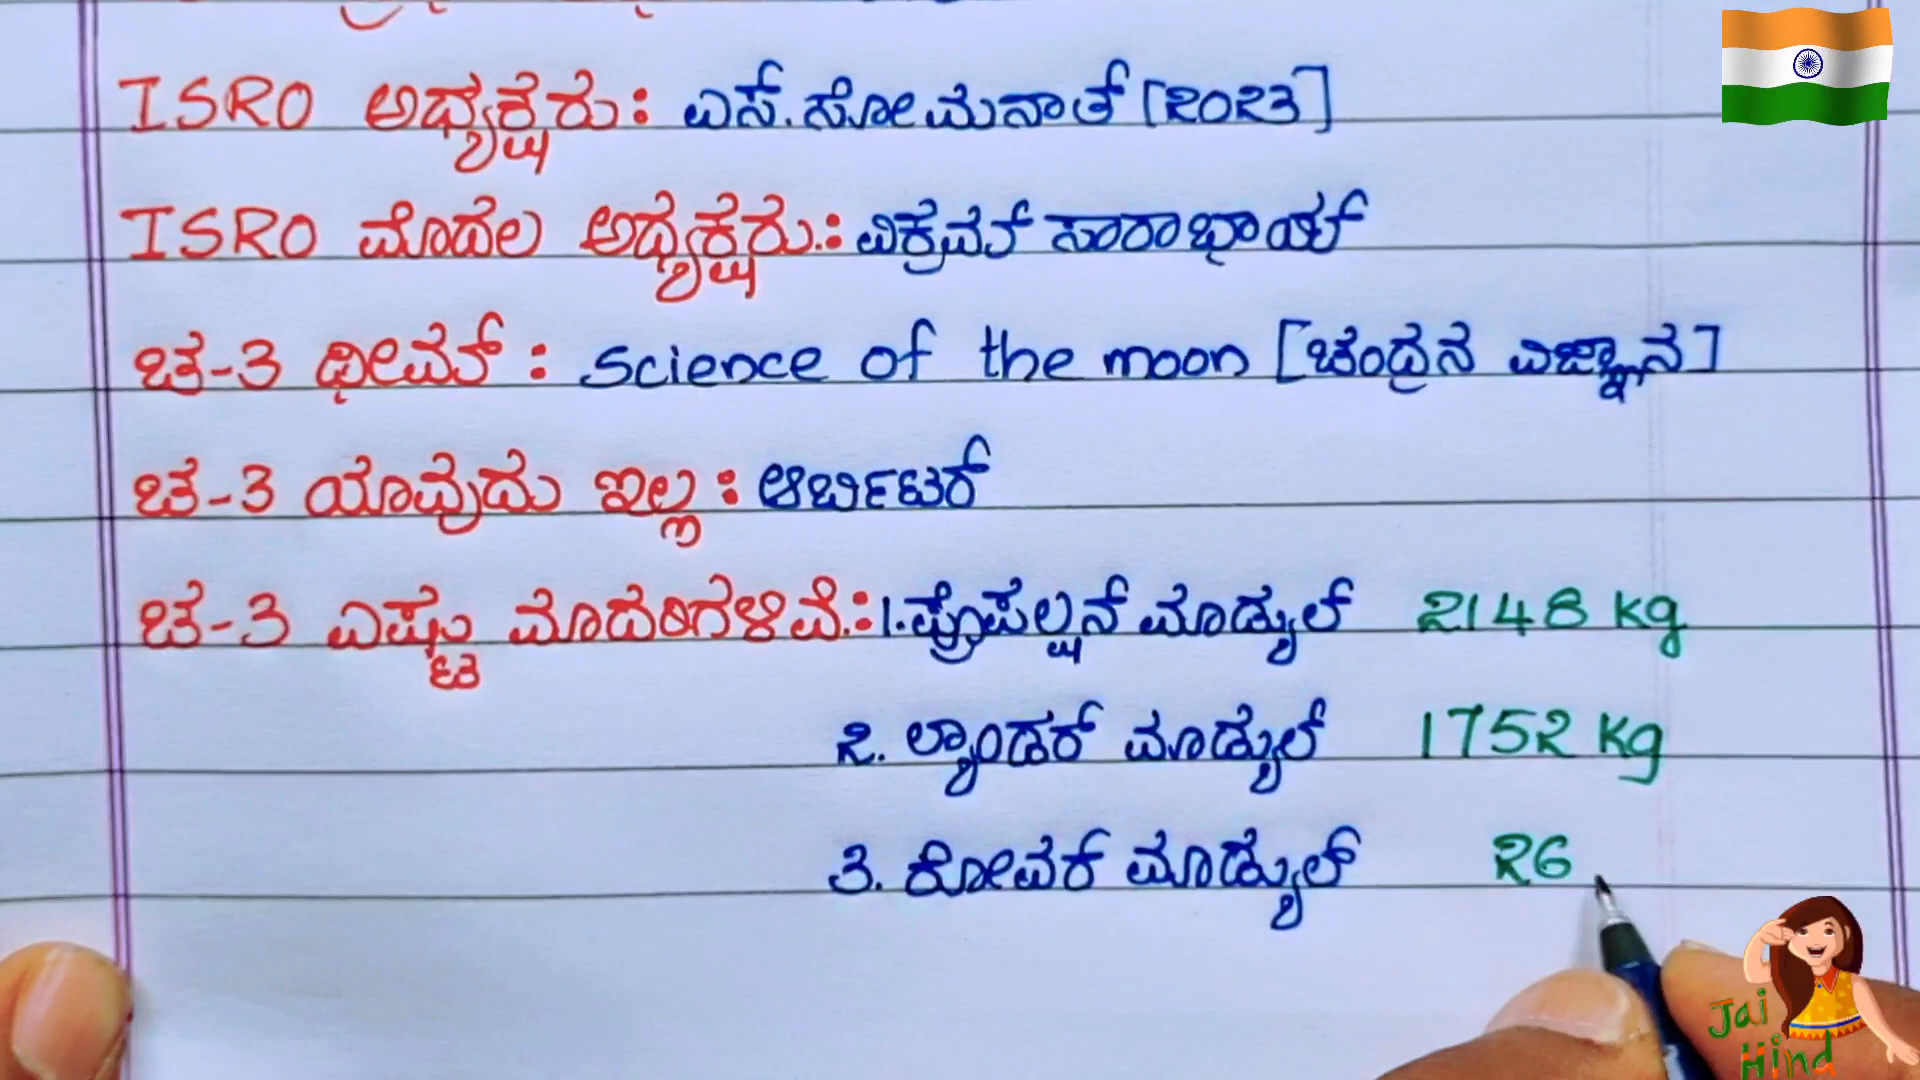 ISRO ಅಧ್ಯಕ್ಷರು: ಎಸ್. ಸೋಮನಾಥ್ [2023]
ISRO ಮೊದಲ ಅಧ್ಯಕ್ಷರು.: ವಿಕ್ರಮ್ ಸಾರಾಭಾಯ್
ಚ-3 ಥೀಮ್ : science of the moon [ಚಂದ್ರನ ವಿಜ್ಞಾನ]
ಚ-3 ಯಾವುದು ಇಲ್ಲ : ಆರ್ಬಿಟರ್
ಚ-3 ಎಷ್ಟು ಮಾದರಿಗಳಿವೆ.: 1. ಪ್ರೊಪಲ್ಷನ್ ಮೊಡ್ಯುಲ್ 2148 kg
2. ಲ್ಯಾಂಡರ್ ಮಾಡ್ಯುಲ್ 1752 kg
3. ರೋವರ್ ಮಾಡ್ಯುಲ್ 26
Jai
Hind